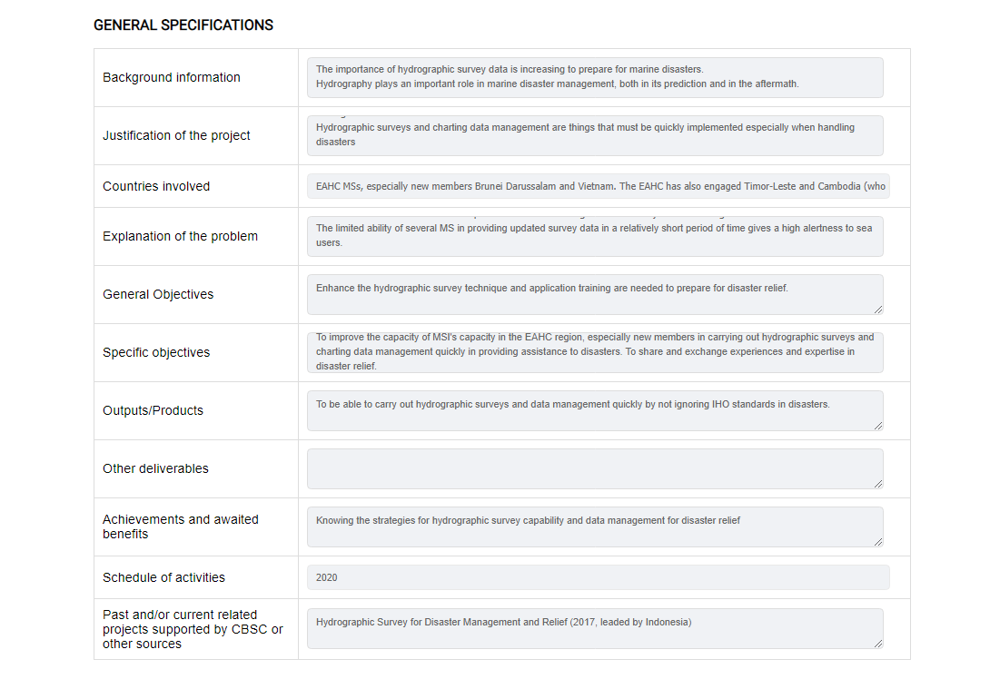 GENERAL SPECIFICATIONS
Background information
The importance of hydrographic survey data is increasing to prepare for marine disasters.
Hydrography plays an important role in marine disaster management, both in its prediction and in the aftermath.
Justification of the project
Hydrographic surveys and charting data management are things that must be quickly implemented especially when handling
disasters
Countries involved
EAHC MSs, especially new members Brunei Darussalam and Vietnam. The EAHC has also engaged Timor-Leste and Cambodia (who
Explanation of the problem
The limited ability of several MS in providing updated survey data in a relatively short period of time gives a high alertness to sea
users.
General Objectives
Enhance the hydrographic survey technique and application training are needed to prepare for disaster relief.
Specific objectives
To improve the capacity of MSI's capacity in the EAHC region, especially new members in carrying out hydrographic surveys and
charting data management quickly in providing assistance to disasters. To share and exchange experiences and expertise in
disaster relief.
Outputs/Products
To be able to carry out hydrographic surveys and data management quickly by not ignoring IHO standards in disasters.
Other deliverables
Achievements and awaited
benefits
Knowing the strategies for hydrographic survey capability and data management for disaster relief
Schedule of activities
2020
Past and/or current related
projects supported by CBSC or
other sources
Hydrographic Survey for Disaster Management and Relief (2017, leaded by Indonesia)